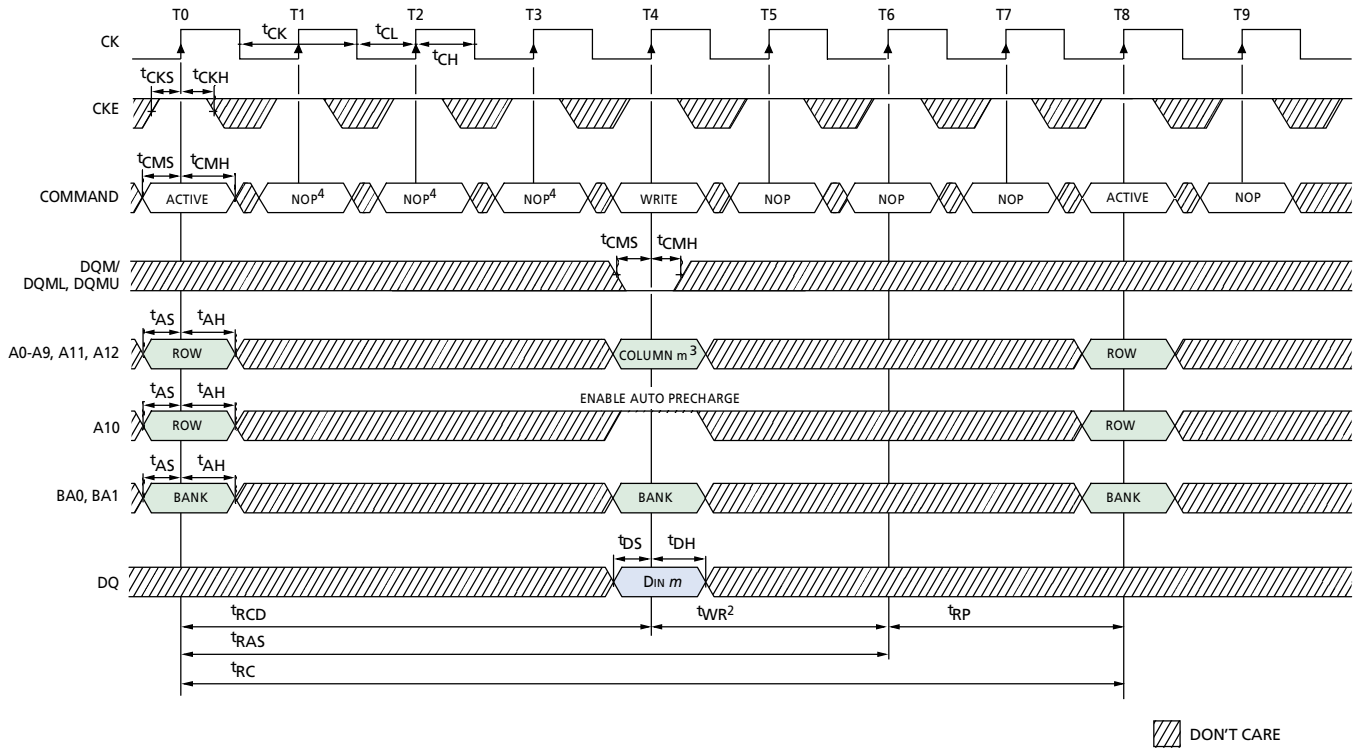 T0 T1 T2 T3 T4 T5 T6 T7 T8 T9
CK
tCK tCL
tCH
tCKS tCKH
CKE
tCMS tCMH
COMMAND ACTIVE NOP4 NOP4 NOP4 WRITE NOP NOP NOP ACTIVE NOP
tCMS tCMH
DQM/
DQML, DQMU
tAS tAH
A0-A9, A11, A12 ROW COLUMN m3 ROW
tAS tAH
ENABLE AUTO PRECHARGE
A10 ROW ROW
tAS tAH
BA0, BA1 BANK BANK BANK
tDS tDH
DQ DIN m
tRCD tWR2 tRP
tRAS
tRC
DON'T CARE